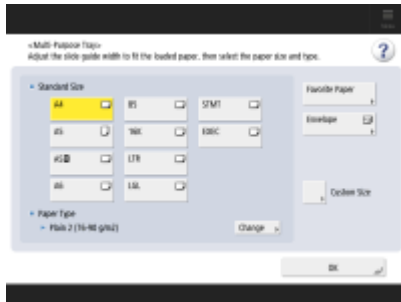 <Multi-Purpose Tray>
Adjust the slide guide width to fit the loaded paper, then select the paper size and type.
Standard Size
A4
B5
STMT
A5
16K
EXEC
A5
LTR
A6
LGL
Favorite Paper
Envelope
Custom Size
Paper Type
Plain 2 (76-90 g/m2)
Change
OK